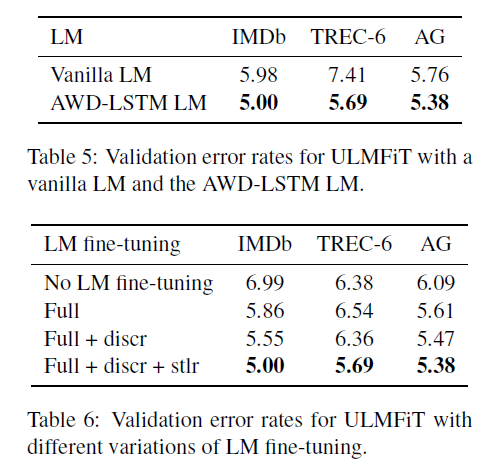 LM IMDb TREC-6 AG
Vanilla LM 5.98 7.41 5.76
AWD-LSTM LM 5.00 5.69 5.38
Table 5: Validation error rates for ULMFiT with a
vanilla LM and the AWD-LSTM LM.
LM fine-tuning IMDb TREC-6 AG
No LM fine-tuning 6.99 6.38 6.09
Full 5.86 6.54 5.61
Full + discr 5.55 6.36 5.47
Full + discr + stlr 5.00 5.69 5.38
Table 6: Validation error rates for ULMFiT with
different variations of LM fine-tuning.